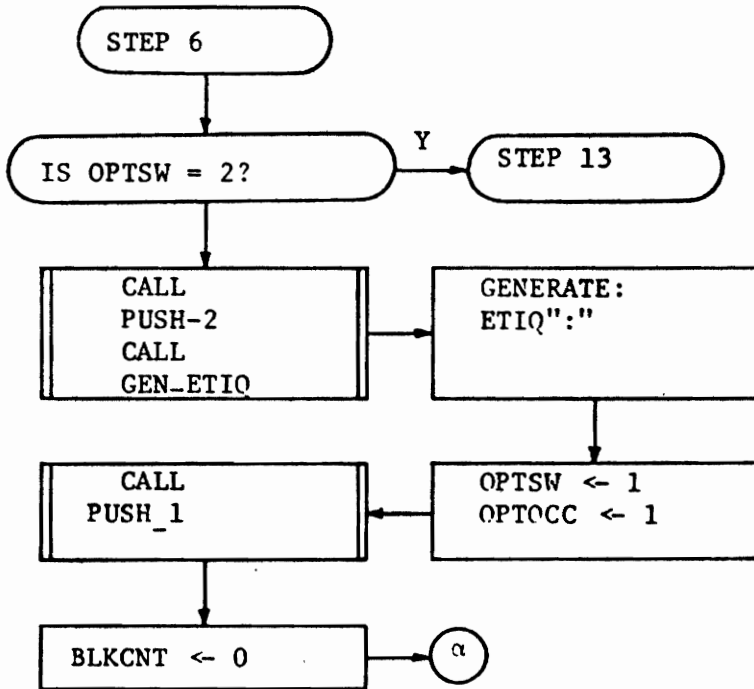 STEP 6
IS OPTSW = 2?
Y
STEP 13
CALL
PUSH-2
CALL
GEN_ETIQ
GENERATE:
ETIQ":"
OPTSW <- 1
OPTOCC <- 1
CALL
PUSH_1
BLKCNT <- 0
α